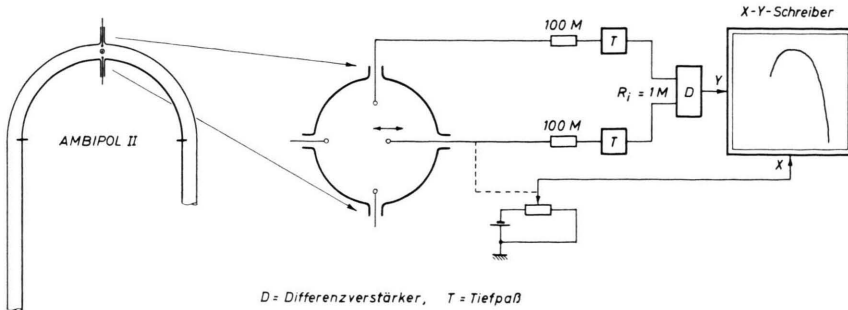 X-Y-Schreiber
100 M
T
AMBIPOL II
R_i = 1 M
D
Y
100 M
T
X
D = Differenzverstärker, T = Tiefpaß